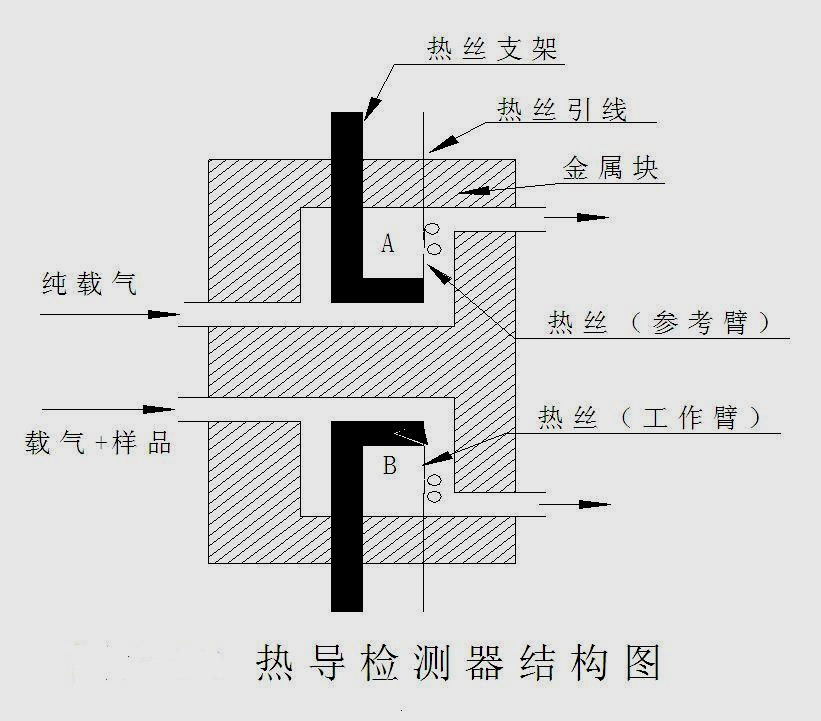 热丝支架
热丝引线
金属块
A
纯载气
热丝（参考臂）
载气+样品
热丝（工作臂）
B
热导检测器结构图